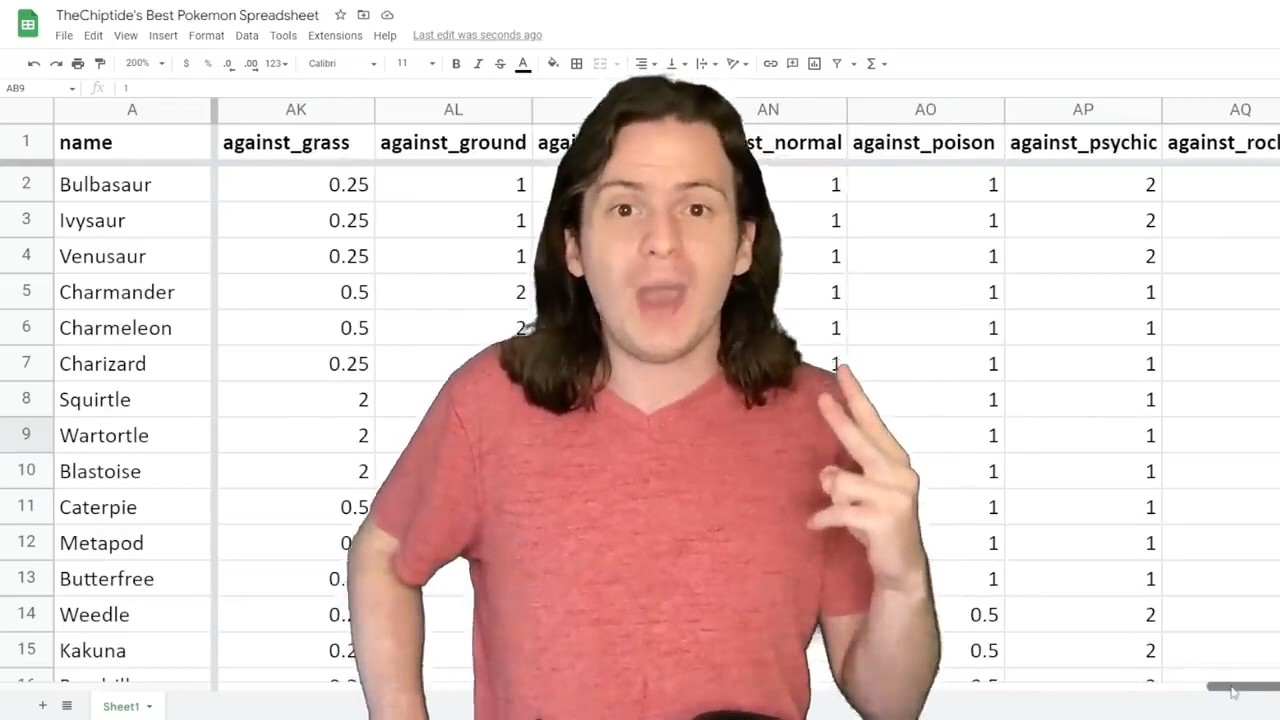 TheChiptide's Best Pokemon Spreadsheet
File Edit View Insert Format Data Tools Extensions Help Last edit was seconds ago
200% $ % .0 .00 123 Calibri 11 B I S A
AB9 fx 1
A AK AL AN AO AP AQ
1 name against_grass against_ground st_normal against_poison against_psychic
2 Bulbasaur 0.25 1 1 1 2
3 Ivysaur 0.25 1 1 1 2
4 Venusaur 0.25 1 1 1 2
5 Charmander 0.5 2 1 1 1
6 Charmeleon 0.5 2 1 1 1
7 Charizard 0.25 1 1 1
8 Squirtle 2 1 1
9 Wartortle 2 1 1
10 Blastoise 2 1 1
11 Caterpie 0.5 1 1
12 Metapod 1 1
13 Butterfree 1 1
14 Weedle 0.5 2
15 Kakuna 0.5 2
Sheet1